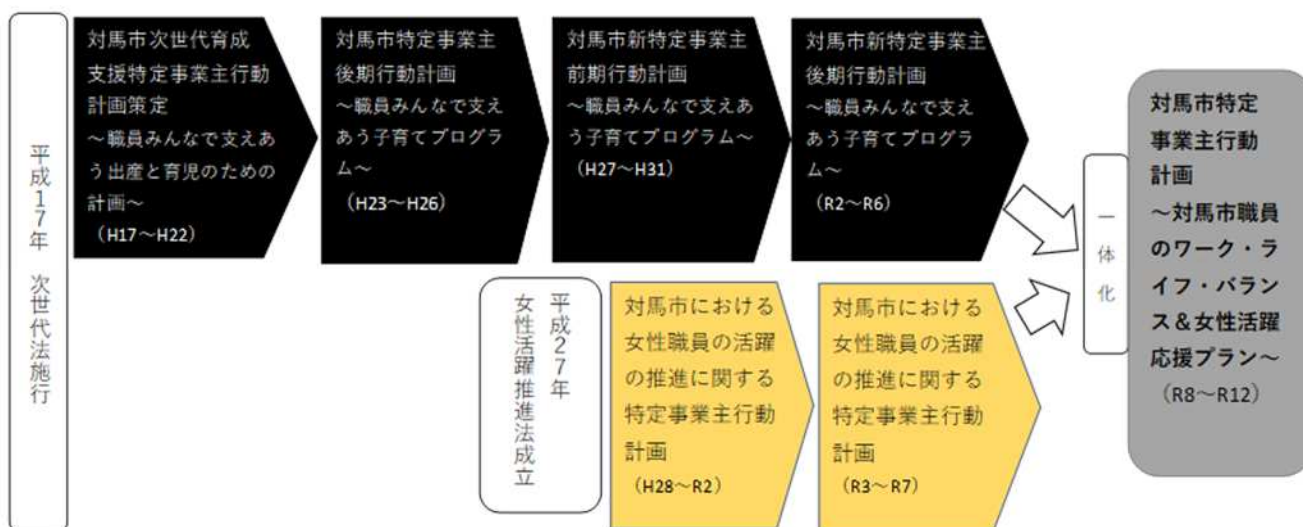 平成17年 次世代法施行
対馬市次世代育成
支援特定事業主行動
計画策定
～職員みんなで支えあ
う出産と育児のための
計画～
（H17～H22）
対馬市特定事業主
後期行動計画
～職員みんなで支え
あう子育てプログラ
ム～
（H23～H26）
対馬市新特定事業主
前期行動計画
～職員みんなで支えあ
う子育てプログラム～
（H27～H31）
対馬市新特定事業主
後期行動計画
～職員みんなで支え
あう子育てプログラ
ム～
（R2～R6）
平成27年
女性活躍推進法成立
対馬市における
女性職員の活躍
の推進に関する
特定事業主行動
計画
（H28～R2）
対馬市における
女性職員の活躍
の推進に関する
特定事業主行動
計画
（R3～R7）
一体化
対馬市特定
事業主行動
計画
～対馬市職員
のワーク・ラ
イフ・バラン
ス＆女性活躍
応援プラン～
（R8～R12）